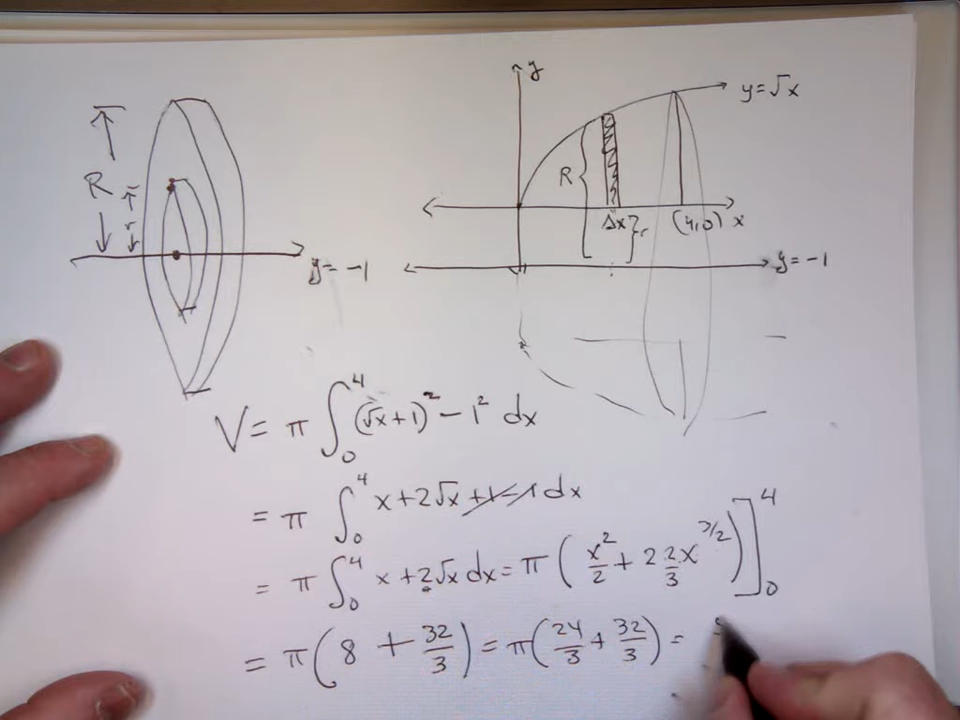 y
y=√x
R
R
r
Δx
r
(4,0) x
y= -1
y= -1
V= π ∫₀⁴ (√x+1)² - 1² dx
= π ∫₀⁴ x+2√x+1-1 dx
= π ∫₀⁴ x+2√x dx = π ( x²/2 + 2 2/3 x^3/2 ) ]₀⁴
= π ( 8 + 32/3 ) = π ( 24/3 + 32/3 ) =